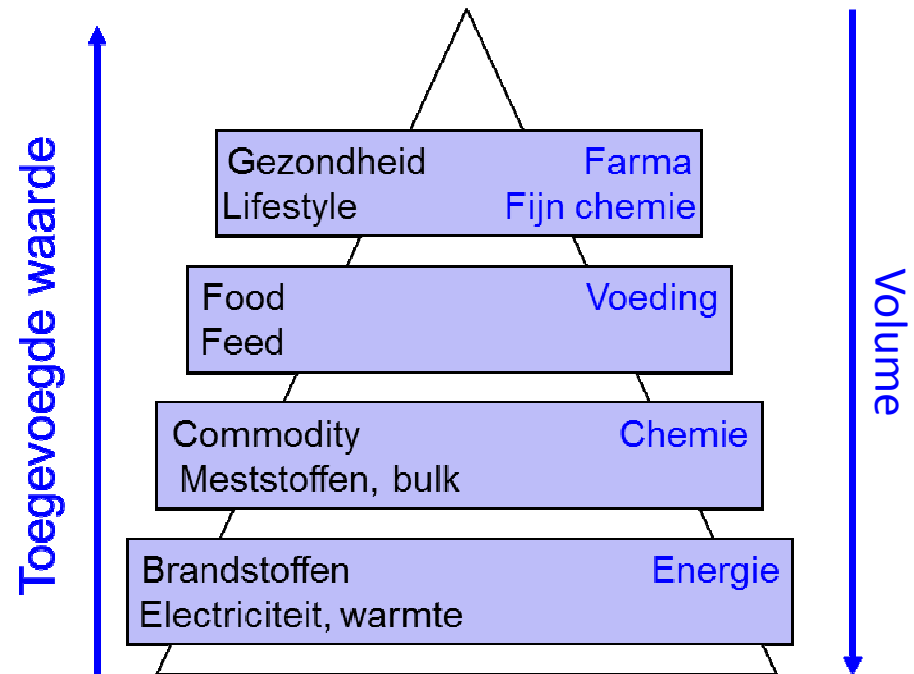 Toegevoegde waarde
Gezondheid Farma
Lifestyle Fijn chemie
Food Voeding
Feed
Commodity Chemie
Meststoffen, bulk
Brandstoffen Energie
Electriciteit, warmte
Volume